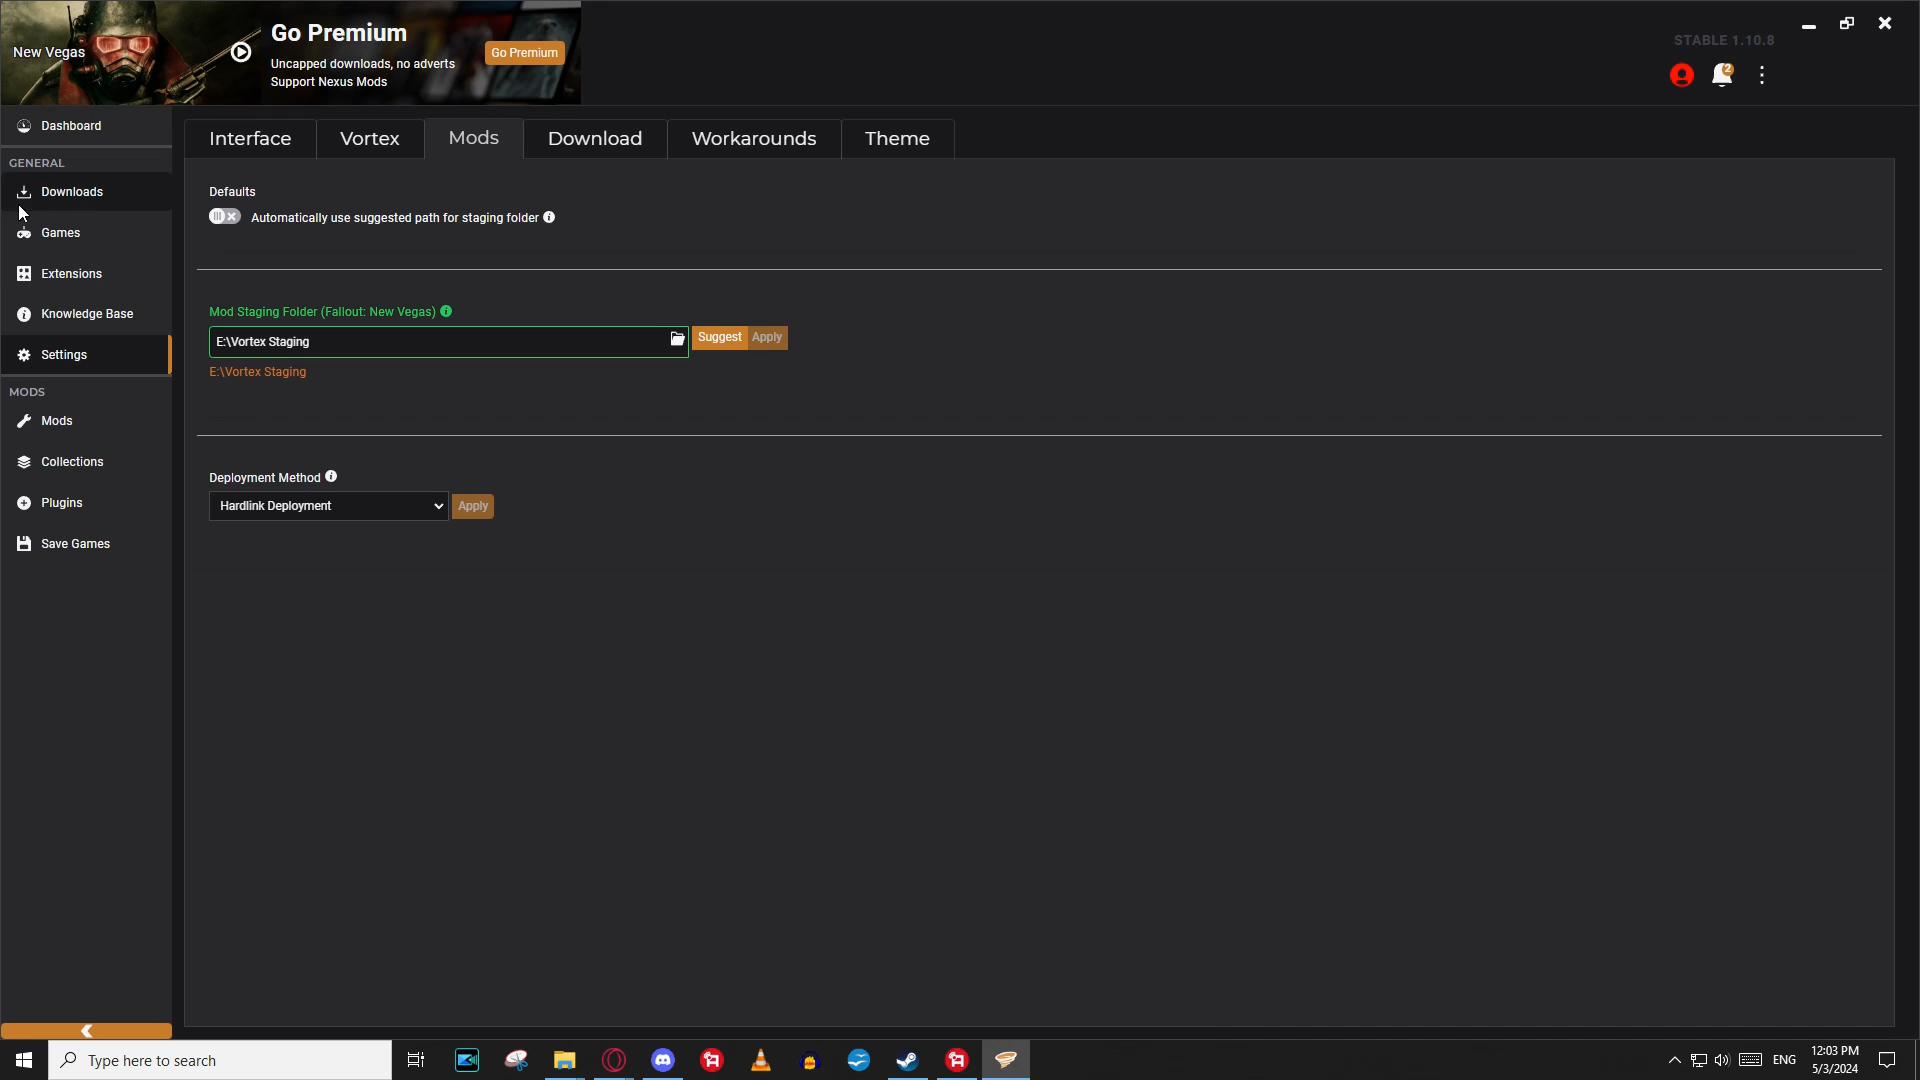 New Vegas
Go Premium
Uncapped downloads, no adverts
Support Nexus Mods
Go Premium
STABLE 1.10.8
2
Dashboard
GENERAL
Downloads
Games
Extensions
Knowledge Base
Settings
MODS
Mods
Collections
Plugins
Save Games
Interface
Vortex
Mods
Download
Workarounds
Theme
Defaults
Automatically use suggested path for staging folder
Mod Staging Folder (Fallout: New Vegas)
E:\Vortex Staging
Suggest
Apply
E:\Vortex Staging
Deployment Method
Hardlink Deployment
Apply
Type here to search
ENG
12:03 PM
5/3/2024